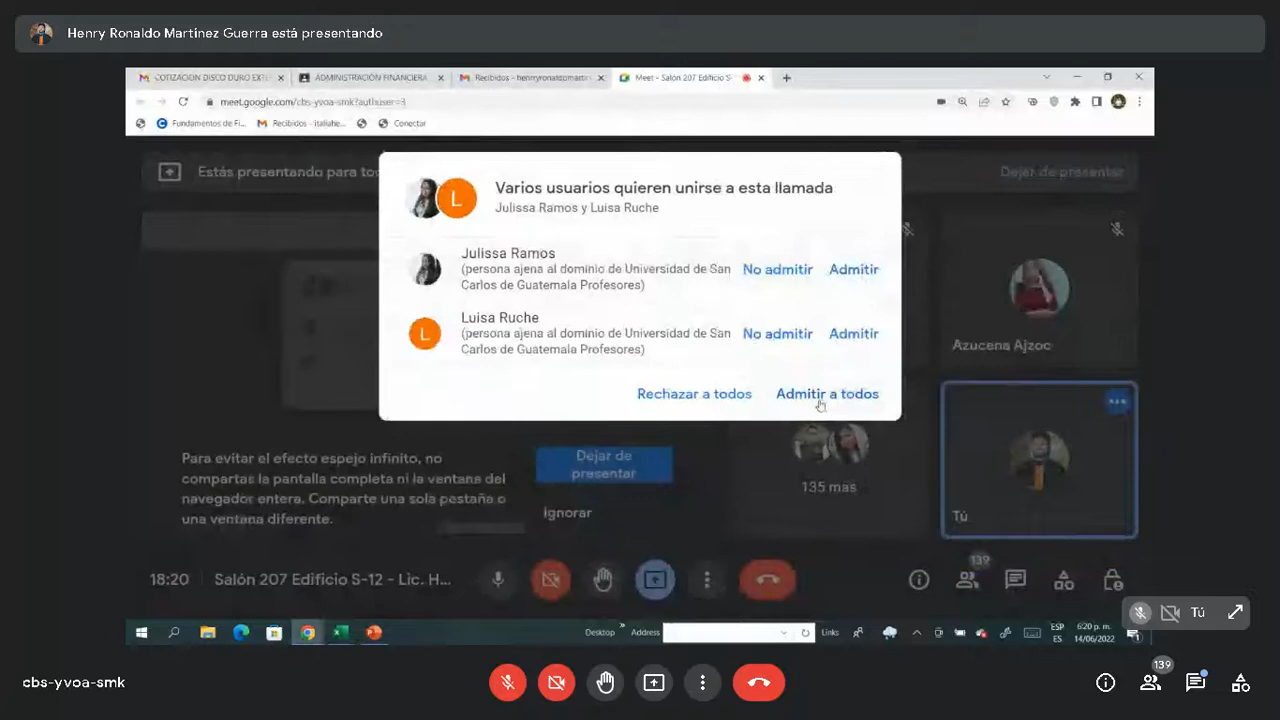 Henry Ronaldo Martinez Guerra está presentando
COTIZACION DISCO DURO EXTE
ADMINISTRACIÓN FINANCIERA
Recibidos - henrryronaldomartin
Meet - Salón 207 Edificio S-
meet.google.com/cbs-yvoa-smk?authuser=3
Fundamentos de Fi...
Recibidos - italiahe...
Conectar
Estás presentando para to
Dejar de presentar
Varios usuarios quieren unirse a esta llamada
Julissa Ramos y Luisa Ruche
Julissa Ramos
(persona ajena al dominio de Universidad de San
Carlos de Guatemala Profesores)
No admitir
Admitir
L
Luisa Ruche
(persona ajena al dominio de Universidad de San
Carlos de Guatemala Profesores)
No admitir
Admitir
L
Rechazar a todos
Admitir a todos
Azucena Ajzoc
Para evitar el efecto espejo infinito, no
compartas la pantalla completa ni la ventana del
navegador entera. Comparte una sola pestaña o
una ventana diferente.
Dejar de
presentar
Ignorar
135 mas
Tú
18:20
Salón 207 Edificio S-12 - Lic. H...
139
Tú
Desktop
Address
Links
ESP
ES
6:20 p. m.
14/06/2022
cbs-yvoa-smk
139